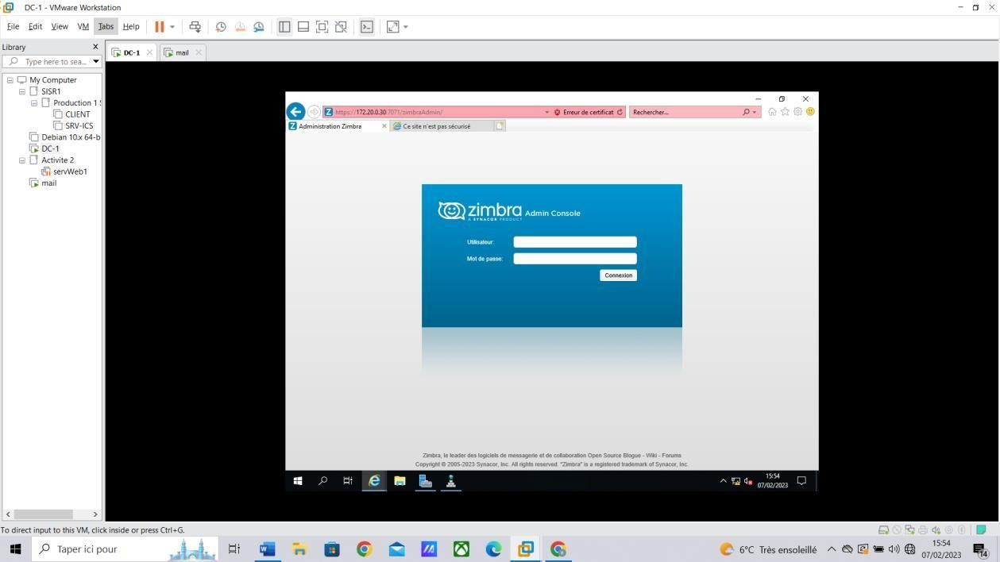 DC-1 - VMware Workstation
File Edit View VM Tabs Help
Library
Type here to sea...
My Computer
SISR1
Production 1
CLIENT
SRV-ICS
Debian 10.x 64-b
DC-1
Activite 2
servWeb1
mail
DC-1
mail
https://172.20.0.30:7071/zimbraAdmin/
Erreur de certificat
Rechercher...
Administration Zimbra
Ce site n'est pas sécurisé
zimbra Admin Console
A SYNACOR PRODUCT
Utilisateur:
Mot de passe:
Connexion
Zimbra, le leader des logiciels de messagerie et de collaboration Open Source Blogue - Wiki - Forums
Copyright © 2005-2023 Synacor, Inc. All rights reserved. "Zimbra" is a registered trademark of Synacor, Inc.
15:54
07/02/2023
To direct input to this VM, click inside or press Ctrl+G.
Taper ici pour
6°C Très ensoleillé
15:54
07/02/2023
14